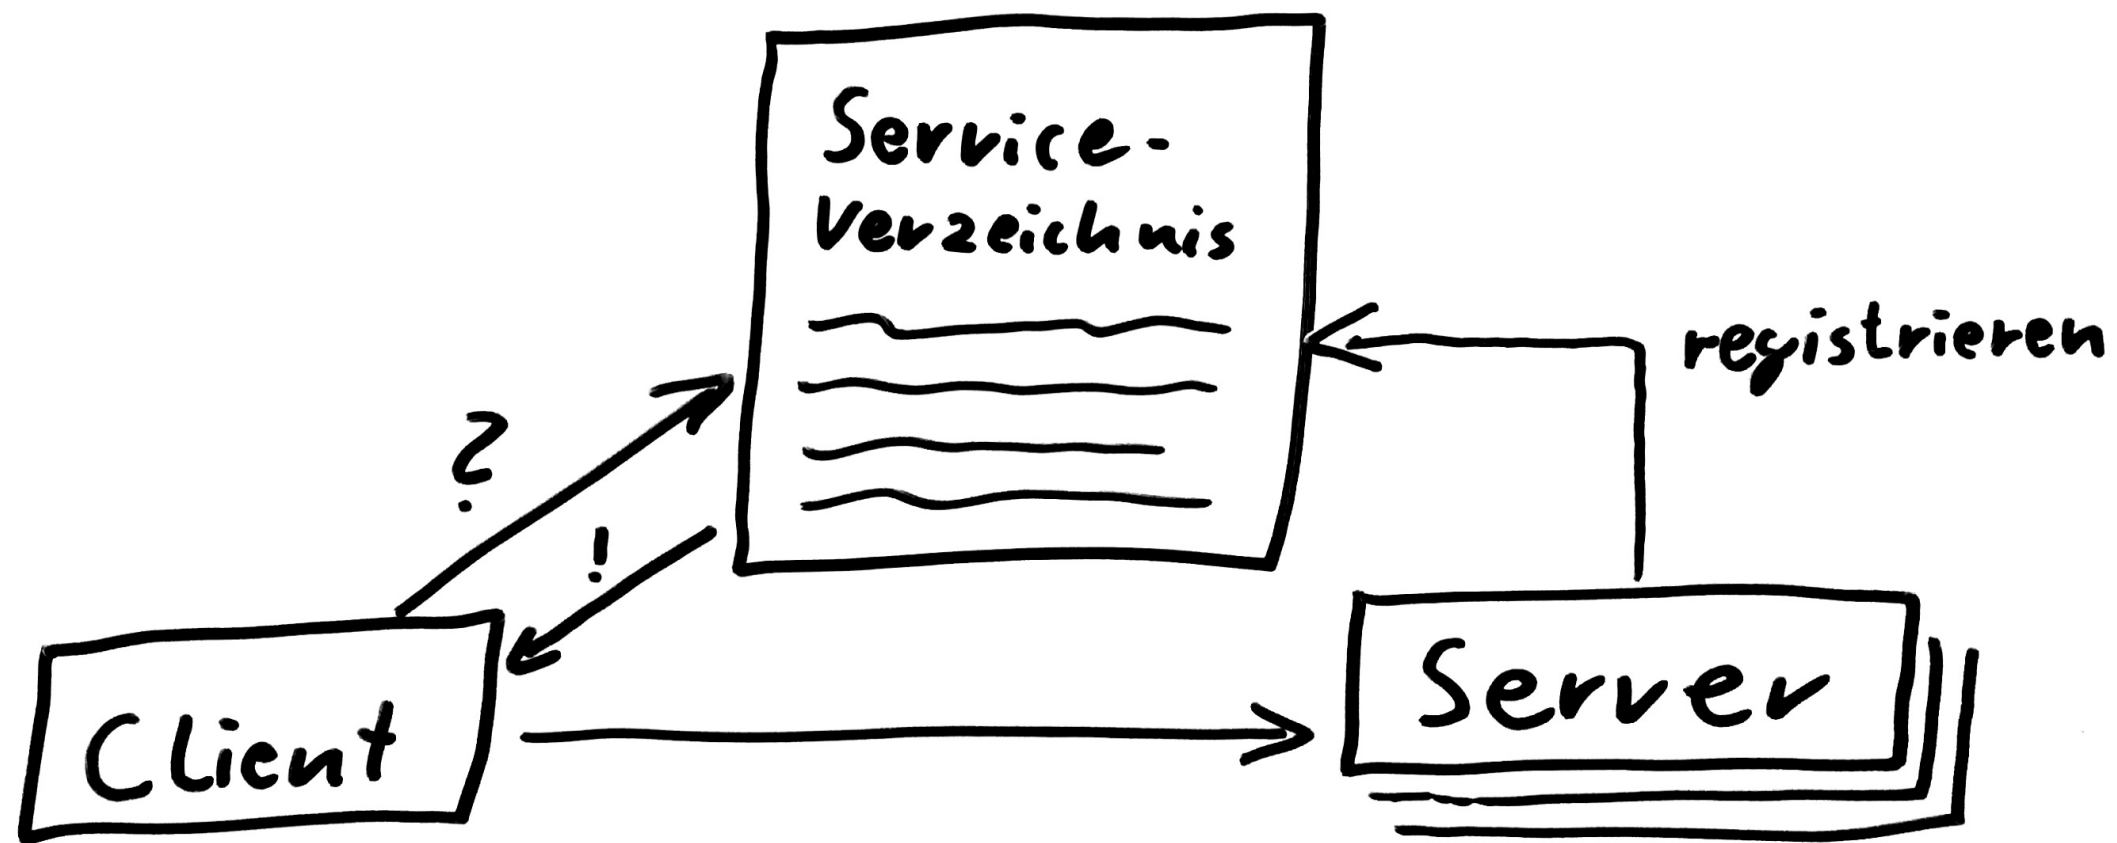 Service-
Verzeichnis
registrieren
?
!
Client
Server